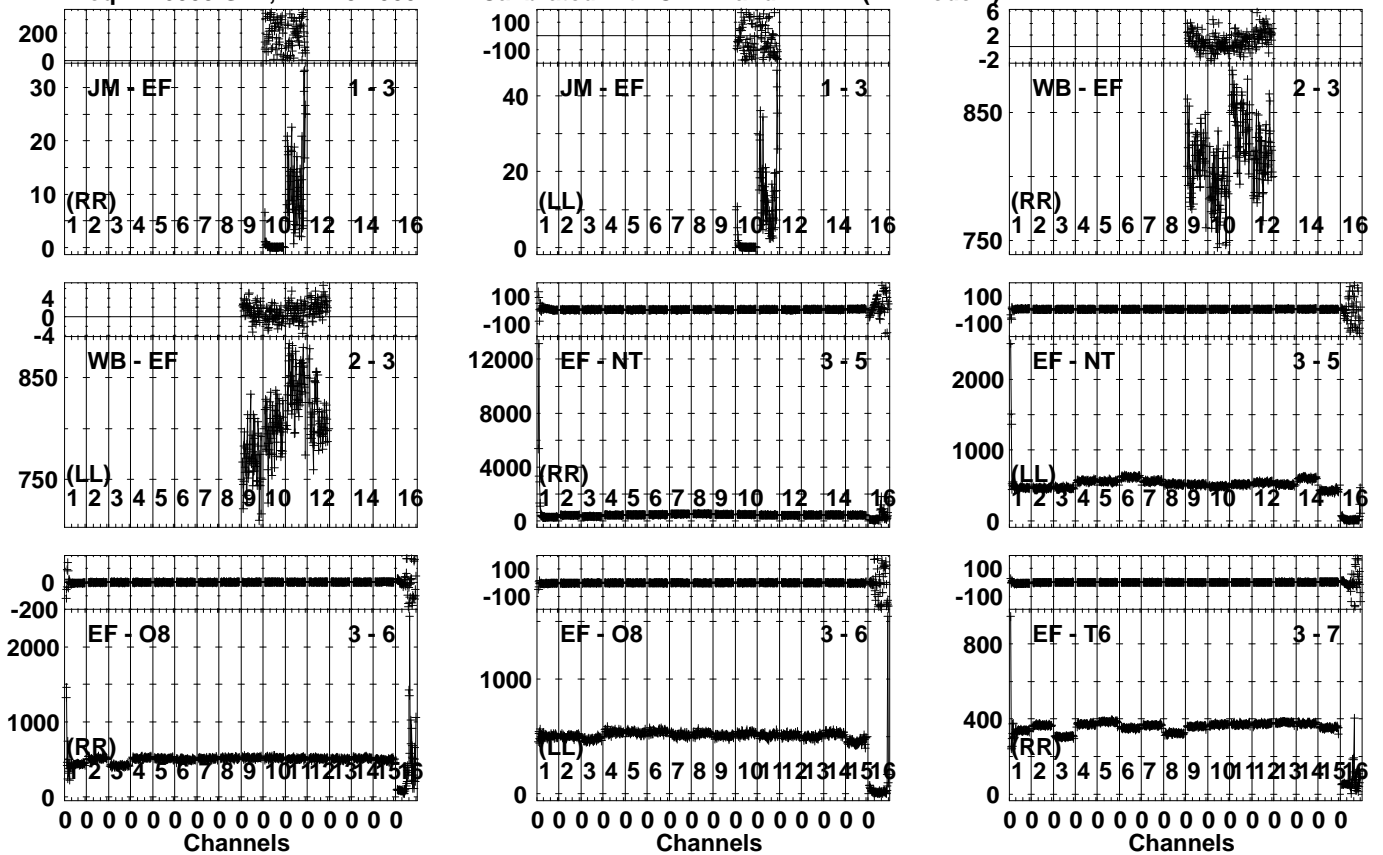 200 100 6
0 -100 2
-2
30 JM - EF 1 - 3 40 JM - EF 1 - 3 850 WB - EF 2 - 3
20
10 20
(RR) (LL) (RR)
1 2 3 4 5 6 7 8 9 10 12 14 16 1 2 3 4 5 6 7 8 9 10 12 14 16 1 2 3 4 5 6 7 8 9 10 12 14 16
0 0 750
4 100 100
0 -100 -100
-4
850 WB - EF 2 - 3 12000 EF - NT 3 - 5 2000 EF - NT 3 - 5
8000
750 4000 1000
(LL) (RR) (LL)
1 2 3 4 5 6 7 8 9 10 12 14 16 1 2 3 4 5 6 7 8 9 10 12 14 16 1 2 3 4 5 6 7 8 9 10 12 14 16
0 0
0 100 100
-200 -100 -100
2000 EF - O8 3 - 6 EF - O8 3 - 6 800 EF - T6 3 - 7
1000 1000 400
(RR) (LL) (RR)
1 2 3 4 5 6 7 8 9 10 11 12 13 14 15 16 1 2 3 4 5 6 7 8 9 10 11 12 13 14 15 16 1 2 3 4 5 6 7 8 9 10 11 12 13 14 15 16
0 0 0
0 0 0 0 0 0 0 0 0 0 0 0 0 0 0 0 0 0 0 0 0 0 0 0 0 0 0 0 0 0 0 0 0 0 0 0 0 0 0 0 0 0 0 0 0 0 0 0
Channels Channels Channels